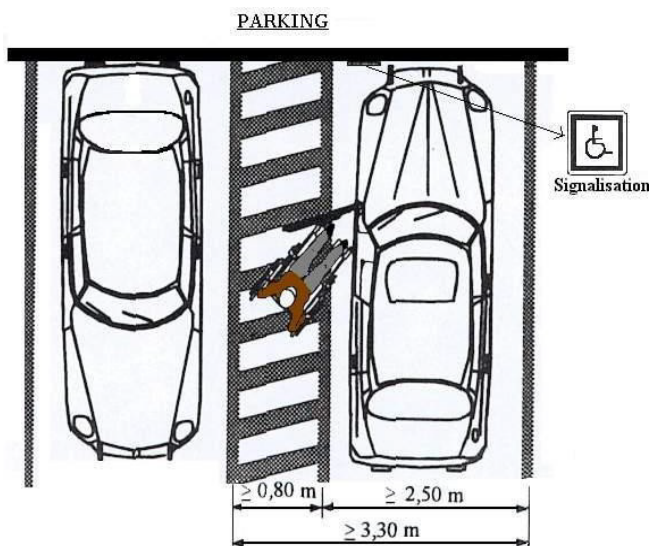 PARKING
Signalisation
≥ 0,80 m
≥ 2,50 m
≥ 3,30 m